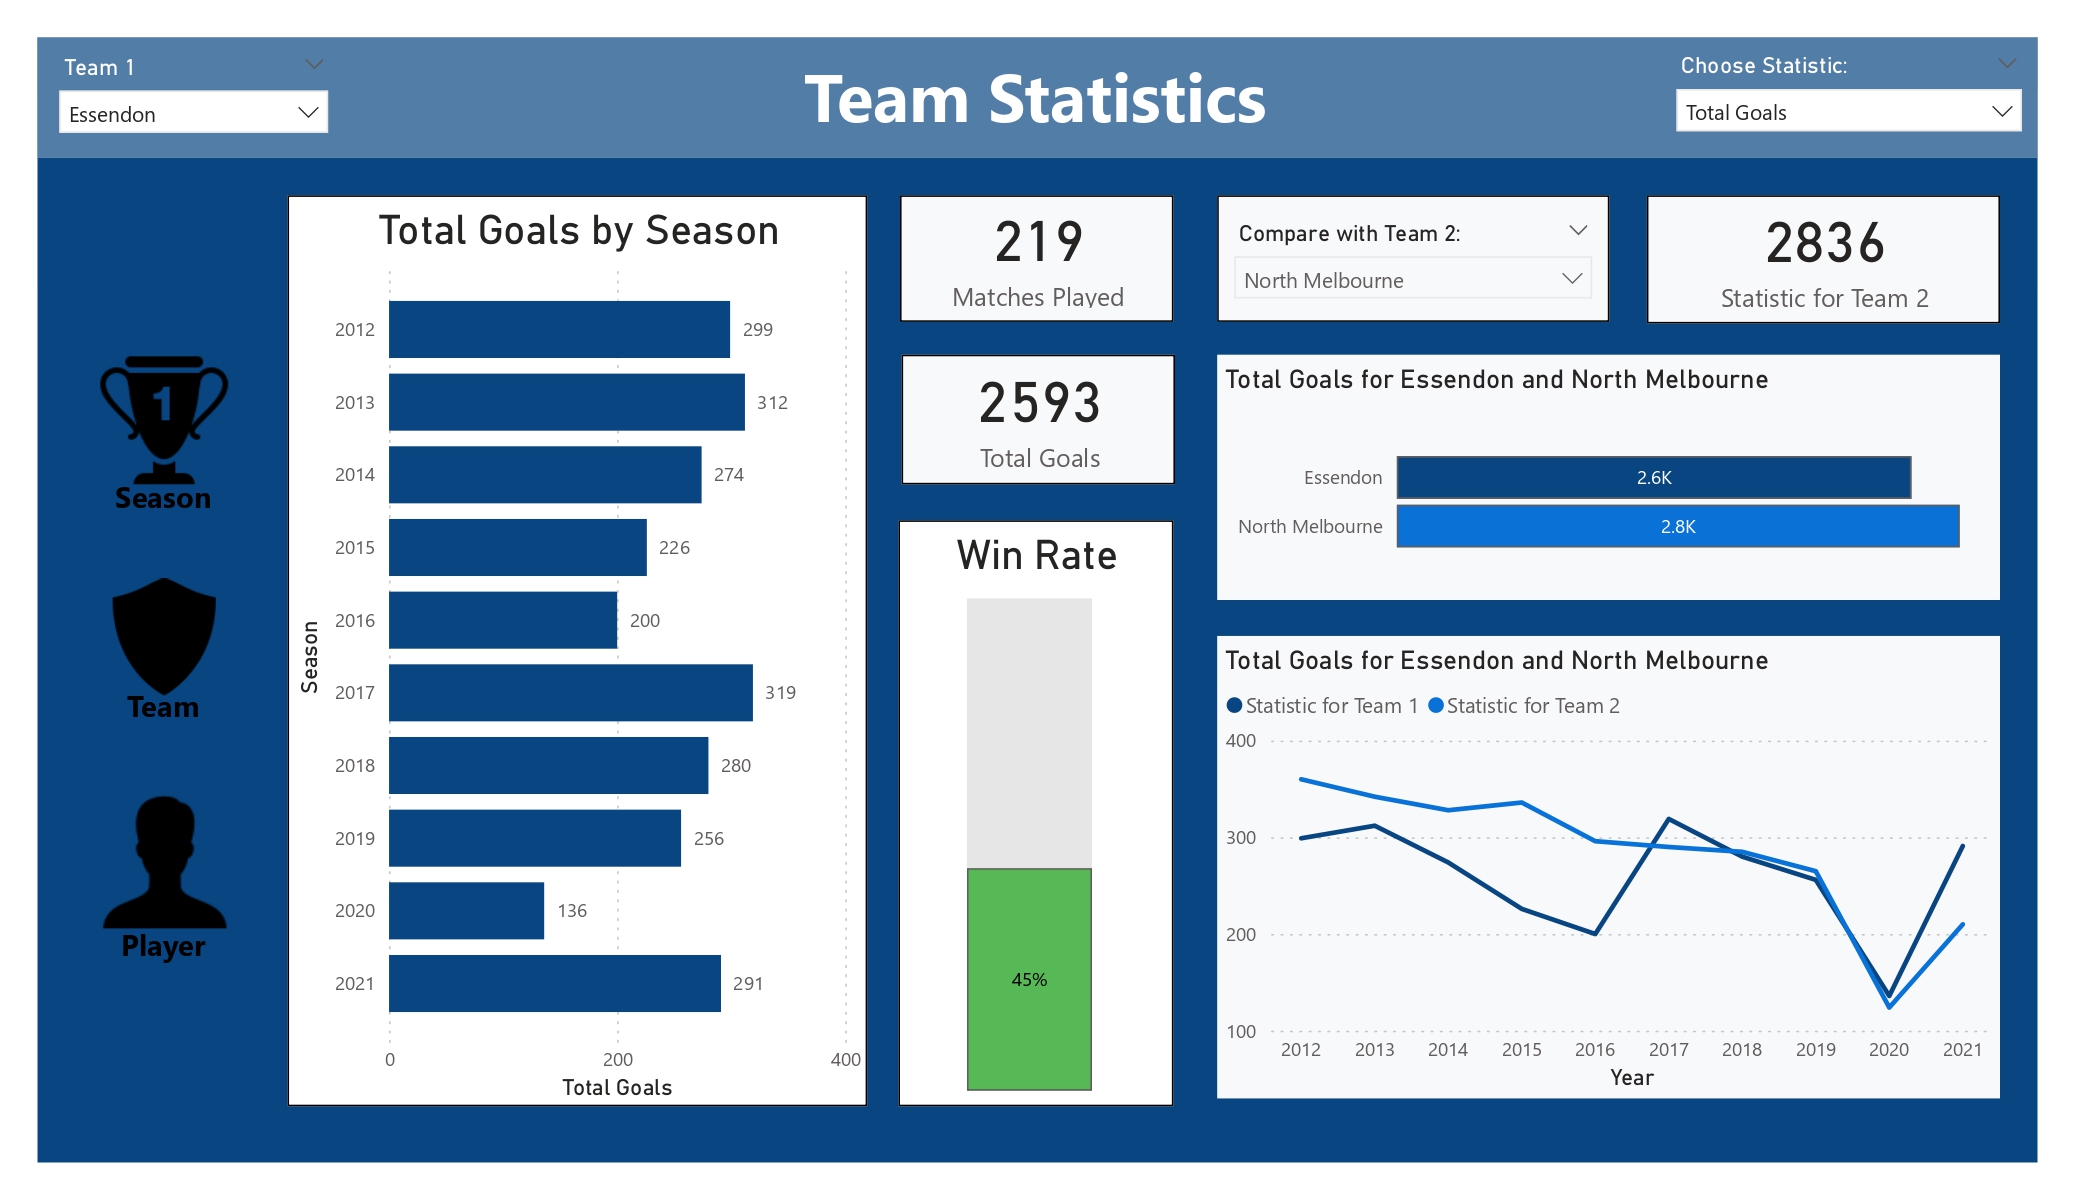 Team 1
Essendon
Team Statistics
Choose Statistic:
Total Goals
1
Season
Team
Player
Total Goals by Season
Season
2012
299
2013
312
2014
274
2015
226
2016
200
2017
319
2018
280
2019
256
2020
136
2021
291
0 200 400
Total Goals
219
Matches Played
2593
Total Goals
Win Rate
45%
Compare with Team 2:
North Melbourne
2836
Statistic for Team 2
Total Goals for Essendon and North Melbourne
Essendon 2.6K
North Melbourne 2.8K
Total Goals for Essendon and North Melbourne
Statistic for Team 1 Statistic for Team 2
400
300
200
100
2012 2013 2014 2015 2016 2017 2018 2019 2020 2021
Year